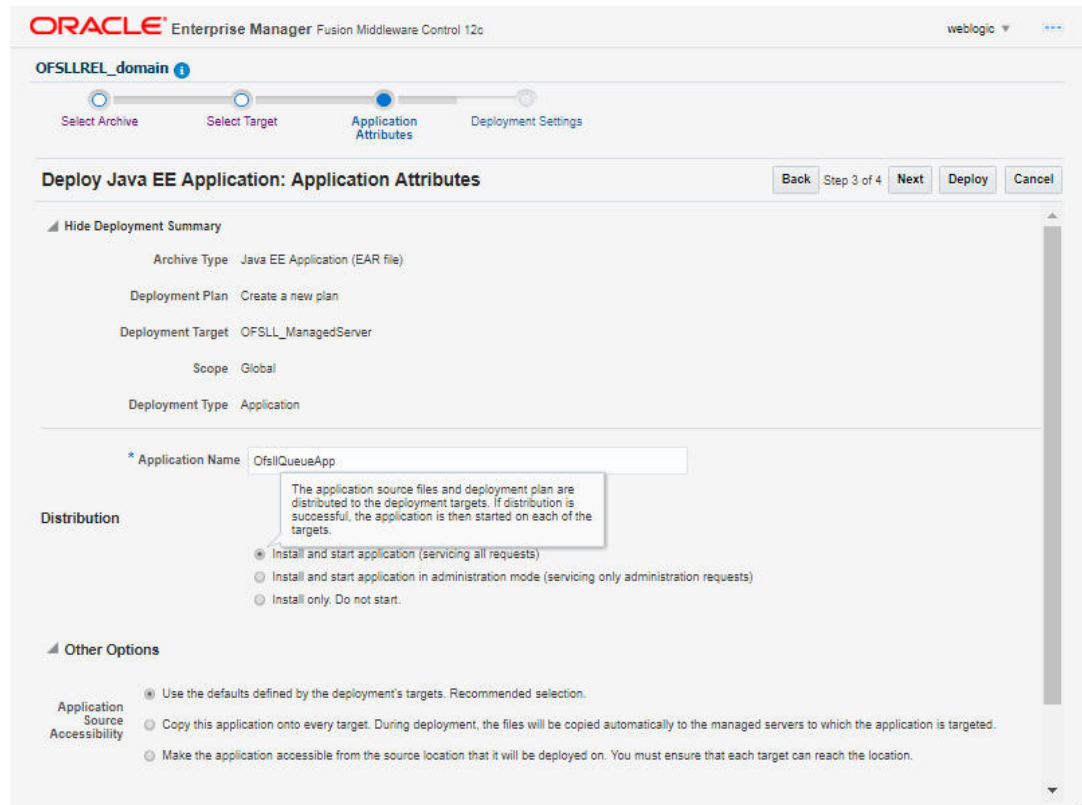 ORACLE Enterprise Manager Fusion Middleware Control 12c
weblogic
OFSLLREL_domain
Select Archive
Select Target
Application
Attributes
Deployment Settings
Deploy Java EE Application: Application Attributes
Back Step 3 of 4 Next Deploy Cancel
Hide Deployment Summary
Archive Type Java EE Application (EAR file)
Deployment Plan Create a new plan
Deployment Target OFSLL_ManagedServer
Scope Global
Deployment Type Application
* Application Name OfsllQueueApp
The application source files and deployment plan are
distributed to the deployment targets. If distribution is
successful, the application is then started on each of the
targets.
Distribution
Install and start application (servicing all requests)
Install and start application in administration mode (servicing only administration requests)
Install only. Do not start.
Other Options
Application
Source
Accessibility
Use the defaults defined by the deployment's targets. Recommended selection.
Copy this application onto every target. During deployment, the files will be copied automatically to the managed servers to which the application is targeted.
Make the application accessible from the source location that it will be deployed on. You must ensure that each target can reach the location.